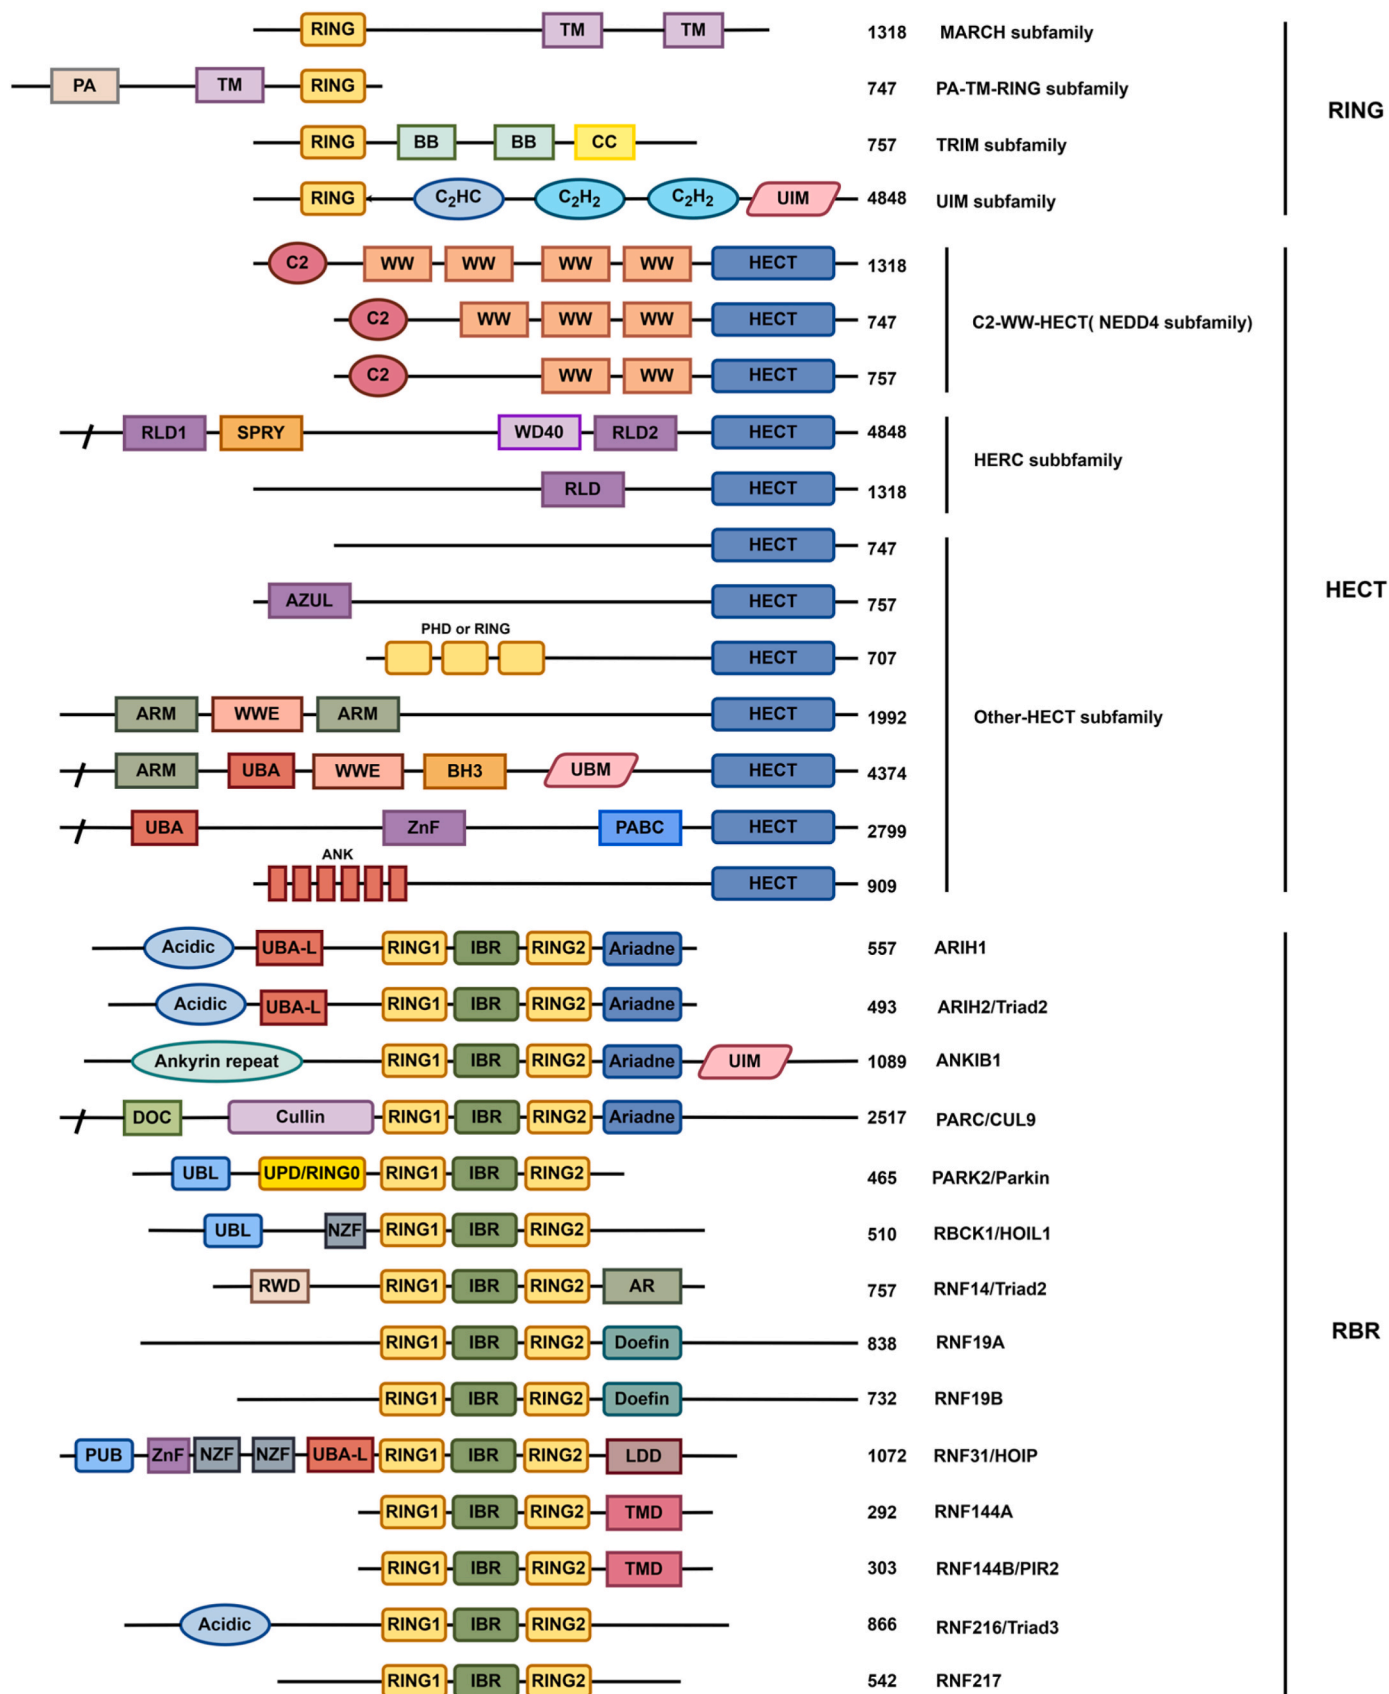 RING TM TM 1318 MARCH subfamily
PA TM RING 747 PA-TM-RING subfamily
RING
RING BB BB CC 757 TRIM subfamily
RING C₂HC C₂H₂ C₂H₂ UIM 4848 UIM subfamily
C2 WW WW WW WW HECT 1318
C2 WW WW WW HECT 747 C2-WW-HECT( NEDD4 subfamily)
C2 WW WW HECT 757
RLD1 SPRY WD40 RLD2 HECT 4848
HERC subbfamily
RLD HECT 1318
HECT 747
AZUL HECT 757
HECT
PHD or RING
HECT 707
ARM WWE ARM HECT 1992 Other-HECT subfamily
ARM UBA WWE BH3 UBM HECT 4374
UBA ZnF PABC HECT 2799
ANK
HECT 909
Acidic UBA-L RING1 IBR RING2 Ariadne 557 ARIH1
Acidic UBA-L RING1 IBR RING2 Ariadne 493 ARIH2/Triad2
Ankyrin repeat RING1 IBR RING2 Ariadne UIM 1089 ANKIB1
DOC Cullin RING1 IBR RING2 Ariadne 2517 PARC/CUL9
UBL UPD/RING0 RING1 IBR RING2 465 PARK2/Parkin
UBL NZF RING1 IBR RING2 510 RBCK1/HOIL1
RWD RING1 IBR RING2 AR 757 RNF14/Triad2
RBR
RING1 IBR RING2 Doefin 838 RNF19A
RING1 IBR RING2 Doefin 732 RNF19B
PUB ZnF NZF NZF UBA-L RING1 IBR RING2 LDD 1072 RNF31/HOIP
RING1 IBR RING2 TMD 292 RNF144A
RING1 IBR RING2 TMD 303 RNF144B/PIR2
Acidic RING1 IBR RING2 866 RNF216/Triad3
RING1 IBR RING2 542 RNF217